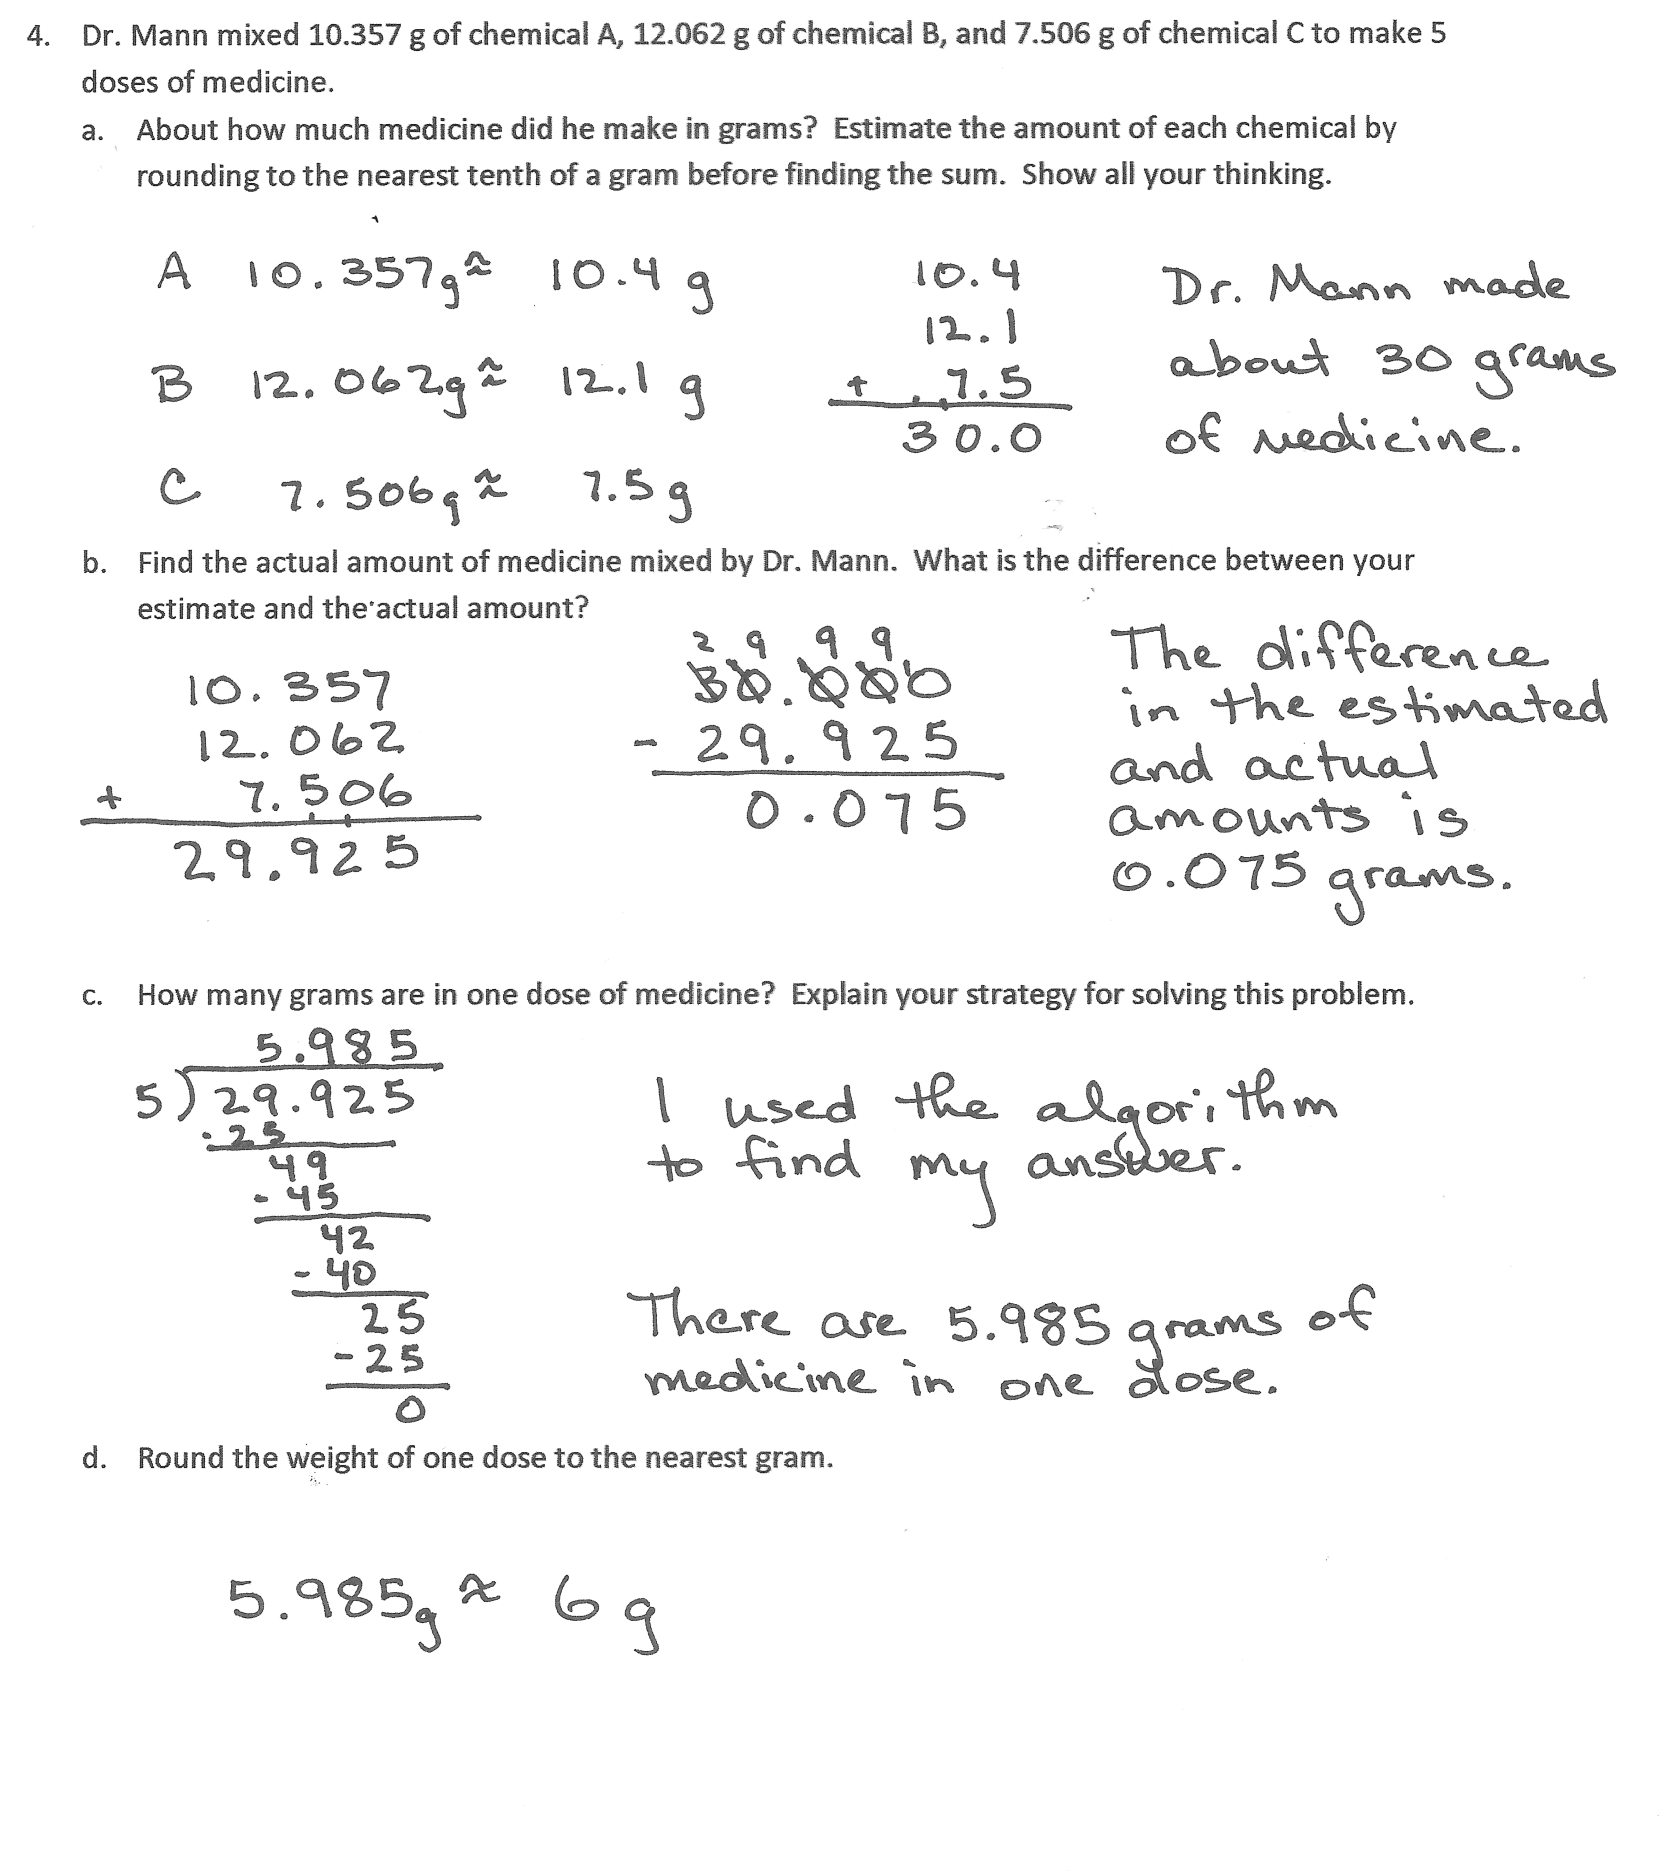 4. Dr. Mann mixed 10.357 g of chemical A, 12.062 g of chemical B, and 7.506 g of chemical C to make 5
doses of medicine.
a. About how much medicine did he make in grams? Estimate the amount of each chemical by
rounding to the nearest tenth of a gram before finding the sum. Show all your thinking.
A 10.357g ≈ 10.4 g
B 12.062g ≈ 12.1 g
C 7.506g ≈ 7.5g
10.4
12.1
+ 7.5
30.0
Dr. Mann made
about 30 grams
of medicine.
b. Find the actual amount of medicine mixed by Dr. Mann. What is the difference between your
estimate and the actual amount?
10.357
12.062
+ 7.506
29.925
2 9 9 9
30.000
- 29.925
0.075
The difference
in the estimated
and actual
amounts is
0.075 grams.
c. How many grams are in one dose of medicine? Explain your strategy for solving this problem.
5.985
5)29.925
-25
49
-45
42
-40
25
-25
0
I used the algorithm
to find my answer.
There are 5.985 grams of
medicine in one dose.
d. Round the weight of one dose to the nearest gram.
5.985g ≈ 6g